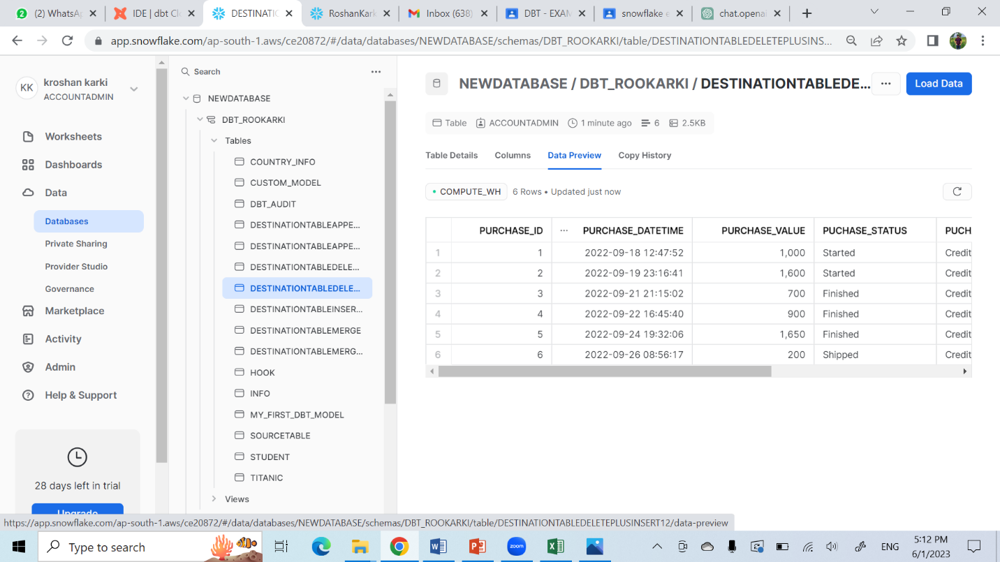 (2) WhatsAp
IDE | dbt Clo
DESTINATIO
RoshanKark
Inbox (638)
DBT - EXAM
snowflake e
chat.openai
app.snowflake.com/ap-south-1.aws/ce20872/#/data/databases/NEWDATABASE/schemas/DBT_ROOKARKI/table/DESTINATIONTABLEDELETEPLUSINS...
KK
kroshan karki
ACCOUNTADMIN
Worksheets
Dashboards
Data
Databases
Private Sharing
Provider Studio
Governance
Marketplace
Activity
Admin
Help & Support
28 days left in trial
Upgrade
Search
NEWDATABASE
DBT_ROOKARKI
Tables
COUNTRY_INFO
CUSTOM_MODEL
DBT_AUDIT
DESTINATIONTABLEAPPE...
DESTINATIONTABLEAPPE...
DESTINATIONTABLEDELE...
DESTINATIONTABLEDELE...
DESTINATIONTABLEINSER...
DESTINATIONTABLEMERGE
DESTINATIONTABLEMERG...
HOOK
INFO
MY_FIRST_DBT_MODEL
SOURCETABLE
STUDENT
TITANIC
Views
NEWDATABASE / DBT_ROOKARKI / DESTINATIONTABLEDE...
Load Data
Table ACCOUNTADMIN 1 minute ago 6 2.5KB
Table Details Columns Data Preview Copy History
COMPUTE_WH 6 Rows • Updated just now
PURCHASE_ID ... PURCHASE_DATETIME PURCHASE_VALUE PUCHASE_STATUS PUCH
1 1 2022-09-18 12:47:52 1,000 Started Credit
2 2 2022-09-19 23:16:41 1,600 Started Credit
3 3 2022-09-21 21:15:02 700 Finished Credit
4 4 2022-09-22 16:45:40 900 Finished Credit
5 5 2022-09-24 19:32:06 1,650 Finished Credit
6 6 2022-09-26 08:56:17 200 Shipped Credit
https://app.snowflake.com/ap-south-1.aws/ce20872/#/data/databases/NEWDATABASE/schemas/DBT_ROOKARKI/table/DESTINATIONTABLEDELETEPLUSINSERT12/data-preview
Type to search
zoom
ENG
5:12 PM
6/1/2023